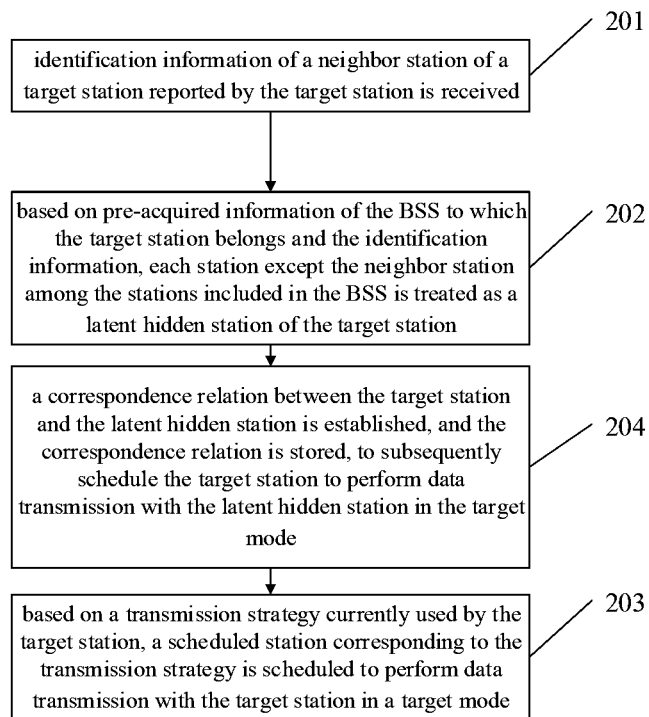 201
identification information of a neighbor station of a
target station reported by the target station is received
202
based on pre-acquired information of the BSS to which
the target station belongs and the identification
information, each station except the neighbor station
among the stations included in the BSS is treated as a
latent hidden station of the target station
204
a correspondence relation between the target station
and the latent hidden station is established, and the
correspondence relation is stored, to subsequently
schedule the target station to perform data
transmission with the latent hidden station in the target
mode
203
based on a transmission strategy currently used by the
target station, a scheduled station corresponding to the
transmission strategy is scheduled to perform data
transmission with the target station in a target mode